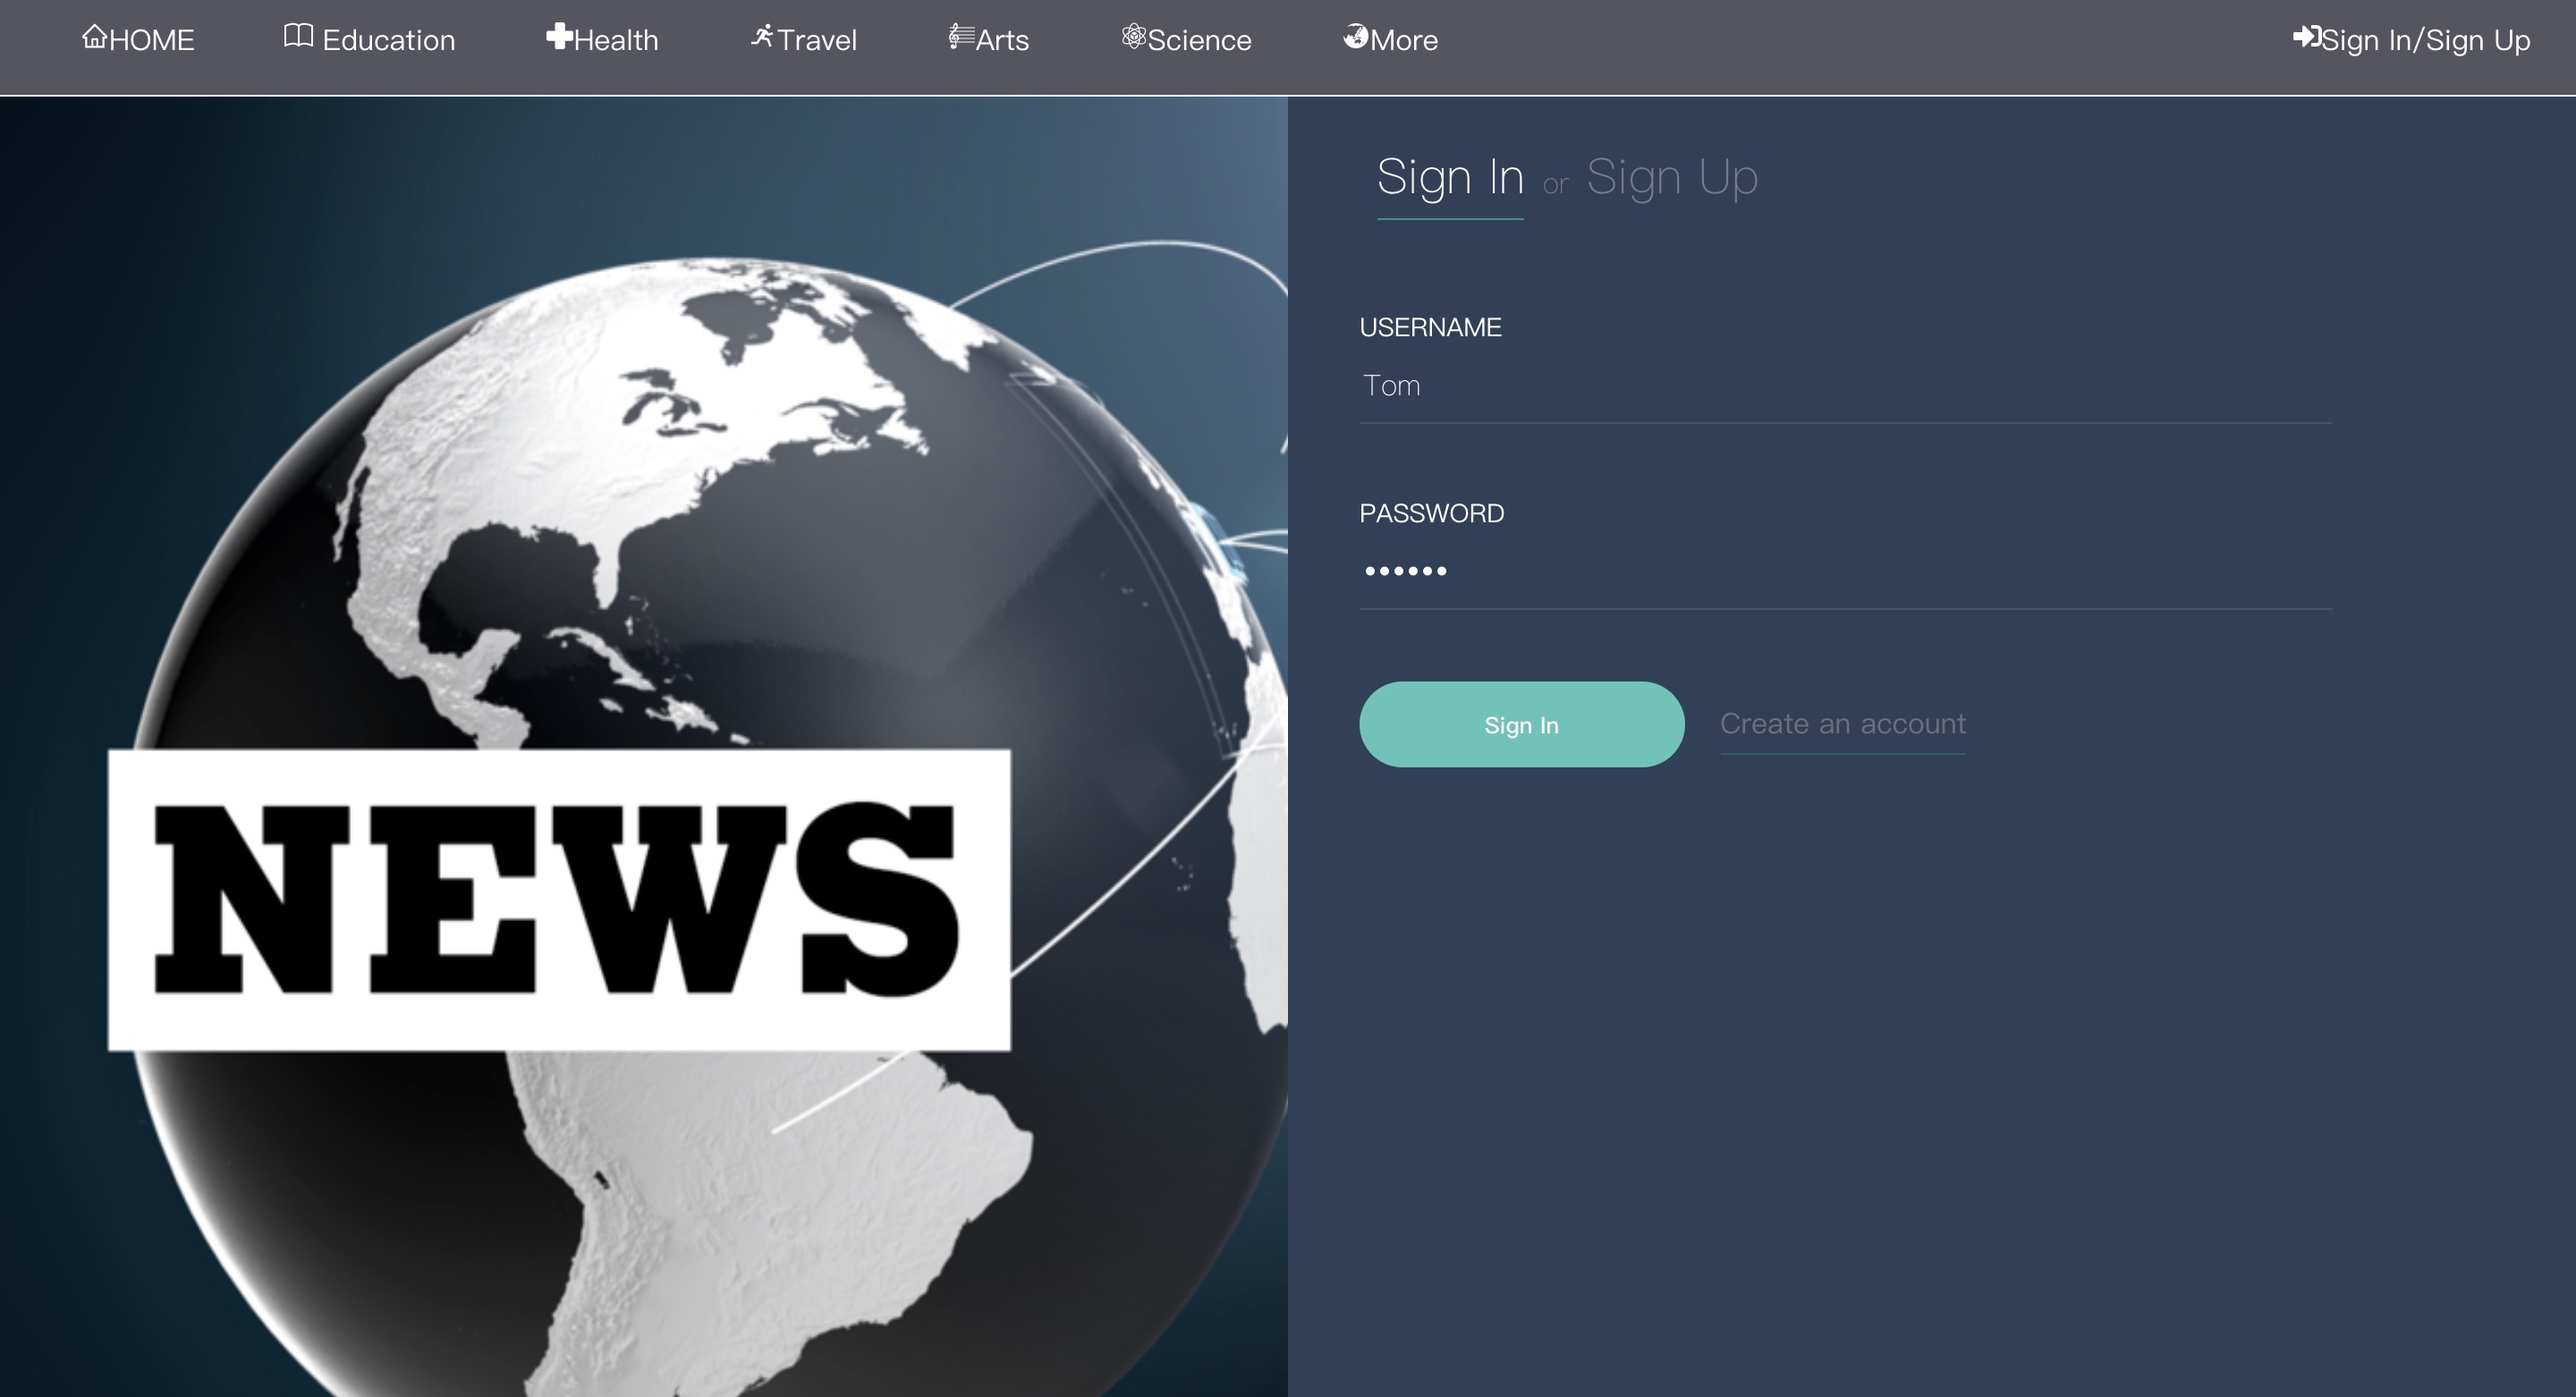 HOME Education Health Travel Arts Science More Sign In/Sign Up
Sign In or Sign Up
USERNAME
Tom
PASSWORD
••••••
Sign In Create an account
NEWS